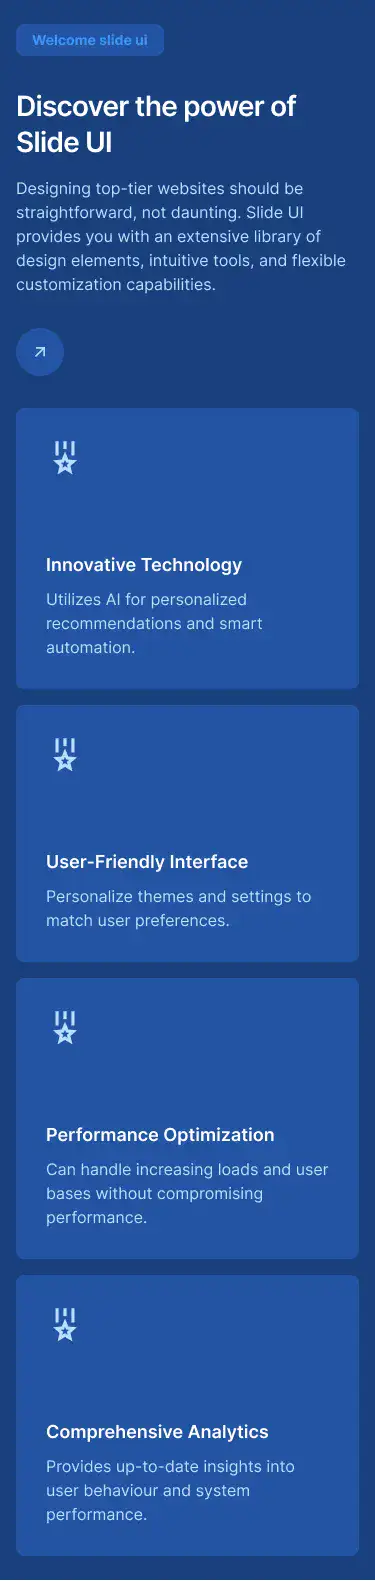 Welcome slide ui
Discover the power of
Slide UI
Designing top-tier websites should be
straightforward, not daunting. Slide UI
provides you with an extensive library of
design elements, intuitive tools, and flexible
customization capabilities.
Innovative Technology
Utilizes AI for personalized
recommendations and smart
automation.
User-Friendly Interface
Personalize themes and settings to
match user preferences.
Performance Optimization
Can handle increasing loads and user
bases without compromising
performance.
Comprehensive Analytics
Provides up-to-date insights into
user behaviour and system
performance.